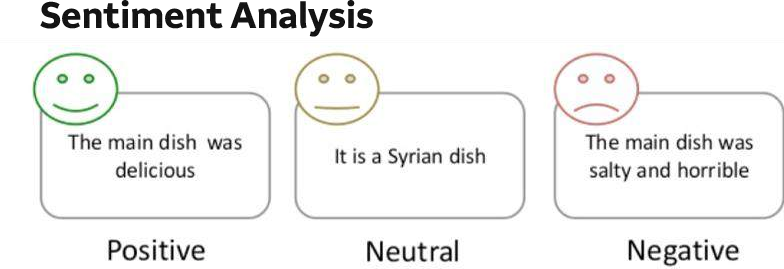 Sentiment Analysis
The main dish was
delicious
It is a Syrian dish
The main dish was
salty and horrible
Positive
Neutral
Negative